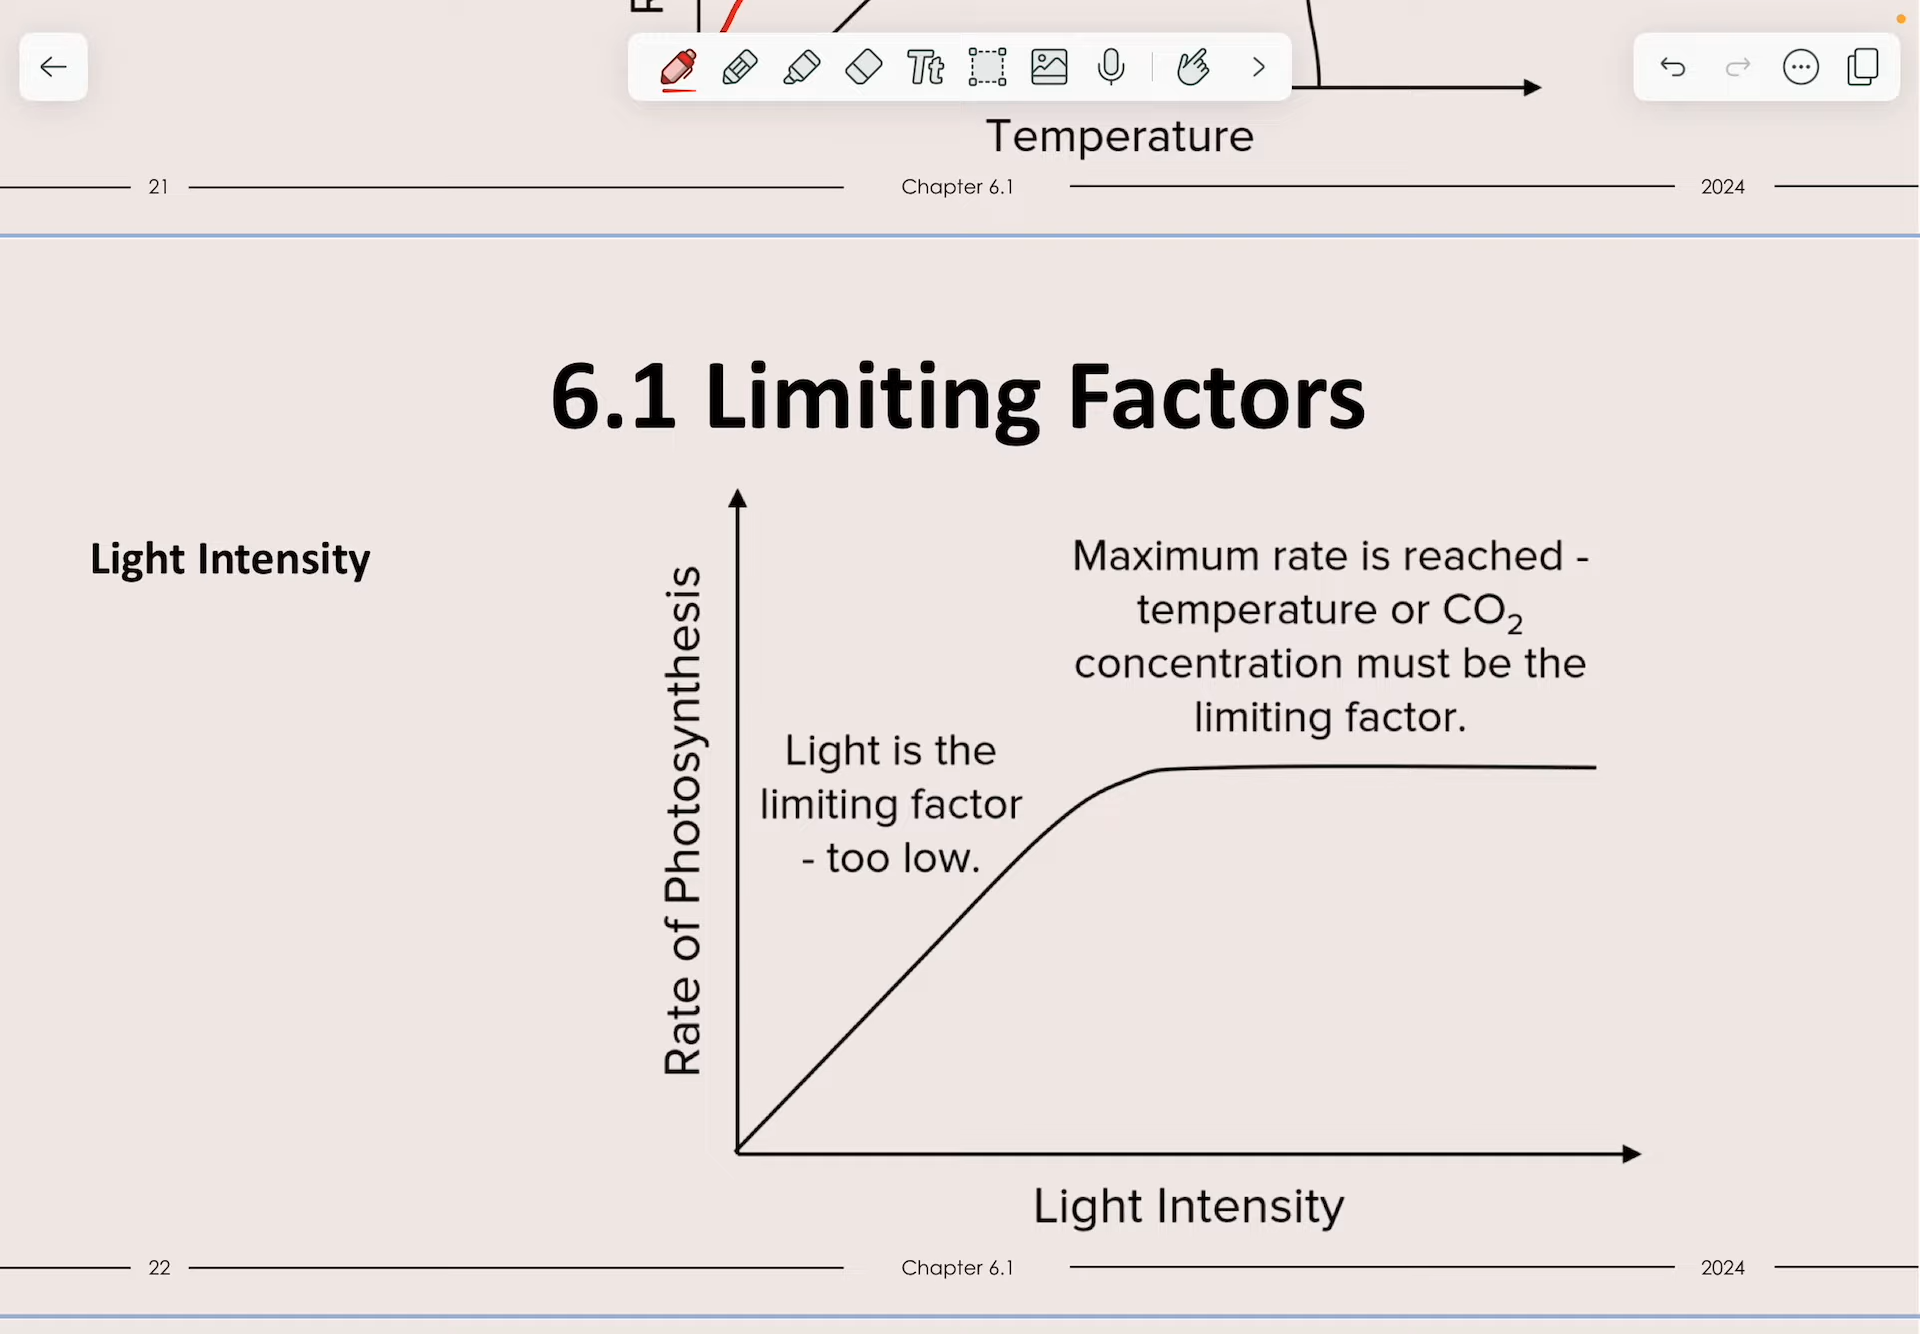 Tt
Temperature
21 Chapter 6.1 2024
6.1 Limiting Factors
Light Intensity
Maximum rate is reached -
temperature or CO₂
concentration must be the
limiting factor.
Light is the
limiting factor
- too low.
Rate of Photosynthesis
Light Intensity
22 Chapter 6.1 2024